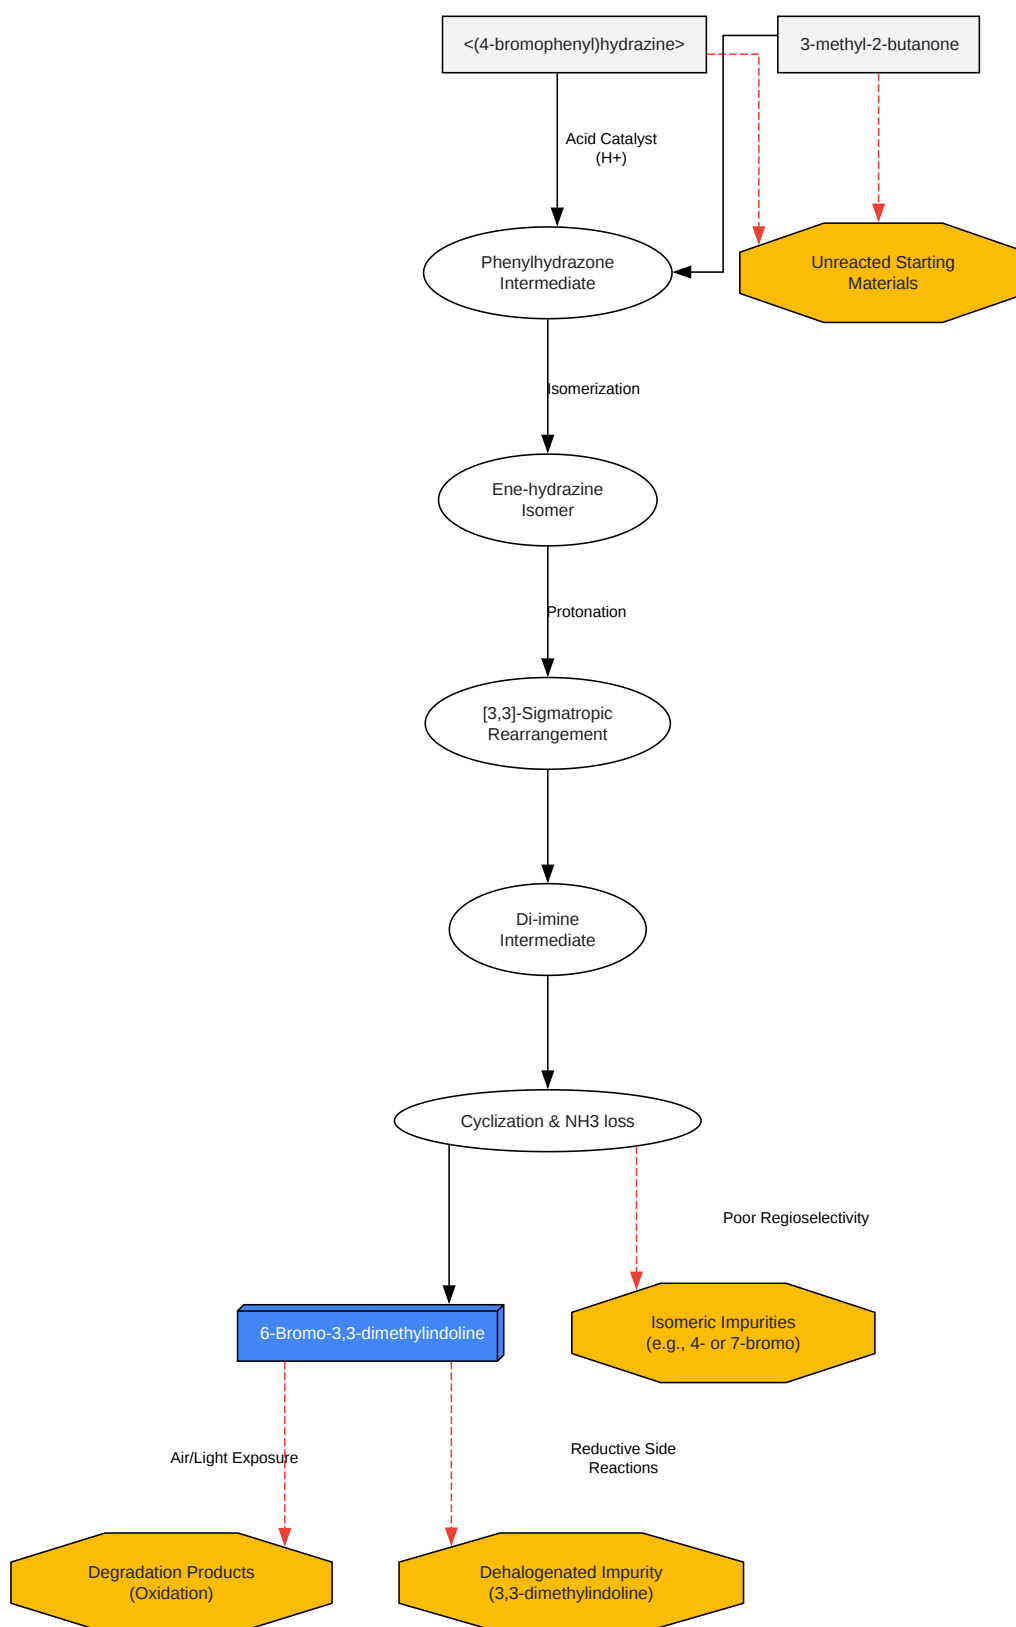 <(4-bromophenyl)hydrazine>
3-methyl-2-butanone
Acid Catalyst
(H+)
Phenylhydrazone
Intermediate
Unreacted Starting
Materials
Isomerization
Ene-hydrazine
Isomer
Protonation
[3,3]-Sigmatropic
Rearrangement
Di-imine
Intermediate
Cyclization & NH3 loss
Poor Regioselectivity
6-Bromo-3,3-dimethylindoline
Isomeric Impurities
(e.g., 4- or 7-bromo)
Air/Light Exposure
Reductive Side
Reactions
Degradation Products
(Oxidation)
Dehalogenated Impurity
(3,3-dimethylindoline)